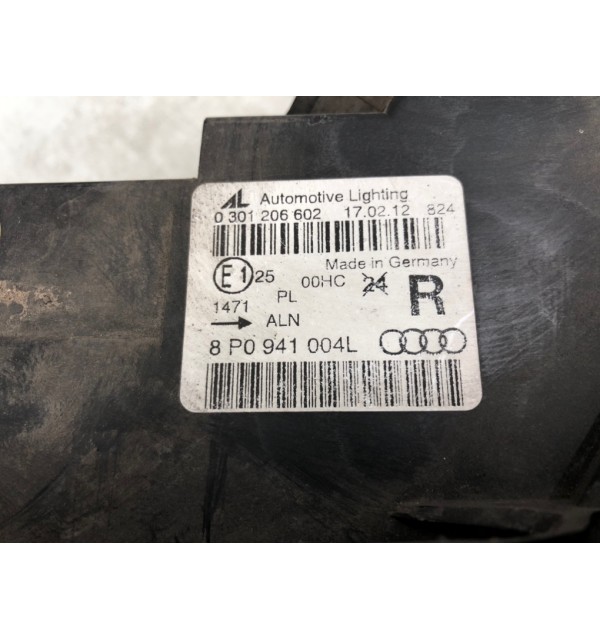 AL Automotive Lighting
0 301 206 602 17.02.12 824
Made in Germany
E1 25 00HC 24 R
1471 PL
ALN
8 P0 941 004L